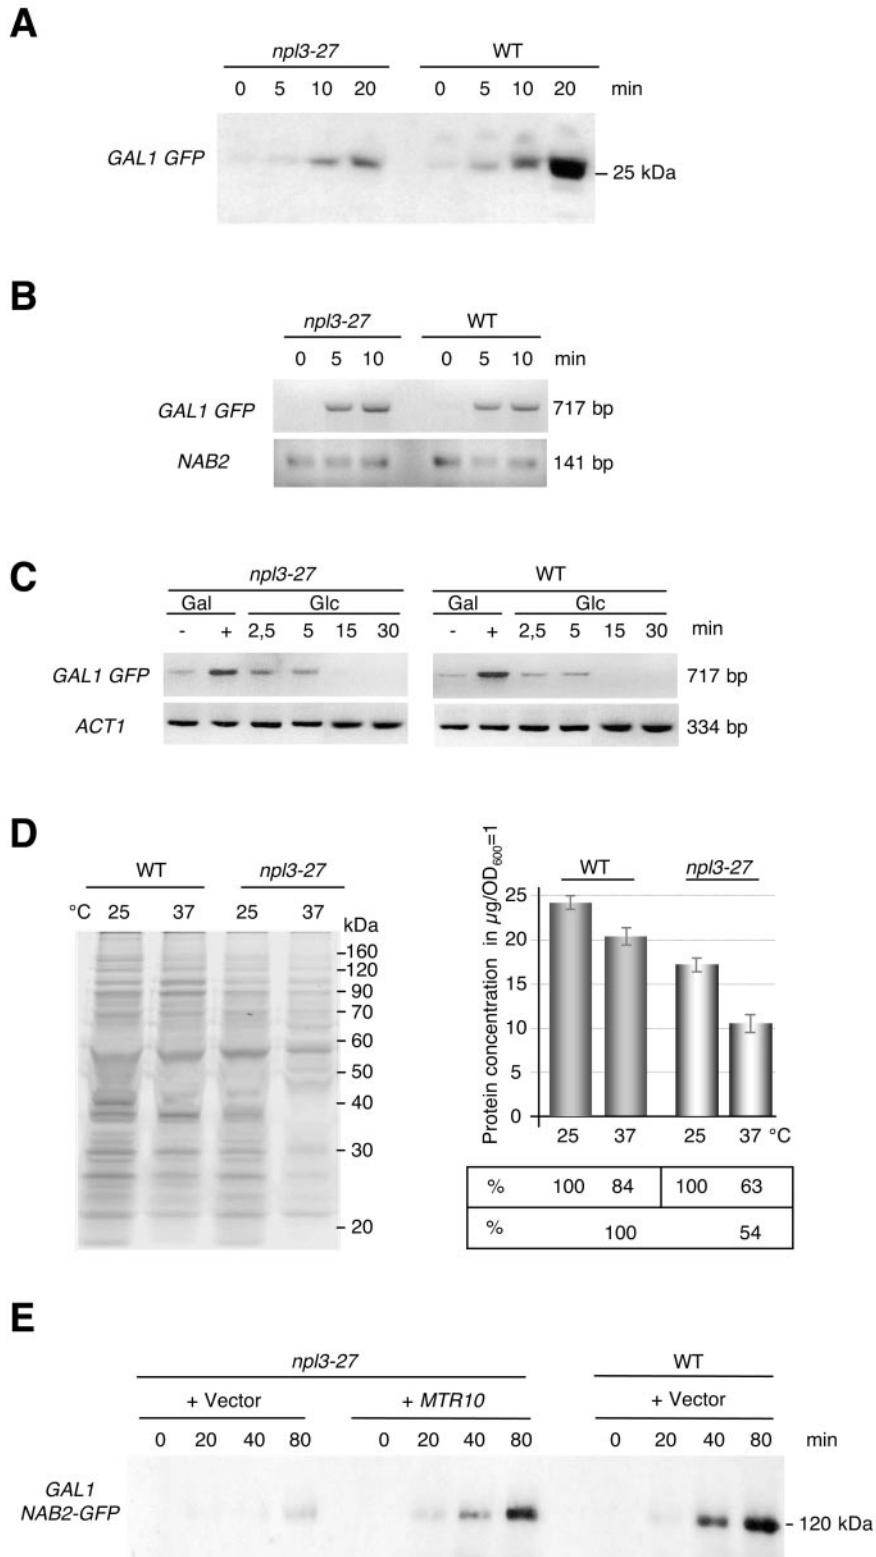 A
npl3-27 WT
0 5 10 20 0 5 10 20 min
GAL1 GFP
25 kDa
B
npl3-27 WT
0 5 10 0 5 10 min
GAL1 GFP 717 bp
NAB2 141 bp
C
npl3-27 WT
Gal Glc Gal Glc
- + 2,5 5 15 30 - + 2,5 5 15 30 min
GAL1 GFP 717 bp
ACT1 334 bp
D
WT npl3-27
°C 25 37 25 37
kDa
160
120
90
70
60
50
40
30
20
Protein concentration in µg/OD600=1
WT npl3-27
25
20
15
10
5
0
25 37 25 37 °C
% 100 84 100 63
% 100 54
E
npl3-27 WT
+ Vector + MTR10 + Vector
0 20 40 80 0 20 40 80 0 20 40 80 min
GAL1
NAB2-GFP
120 kDa